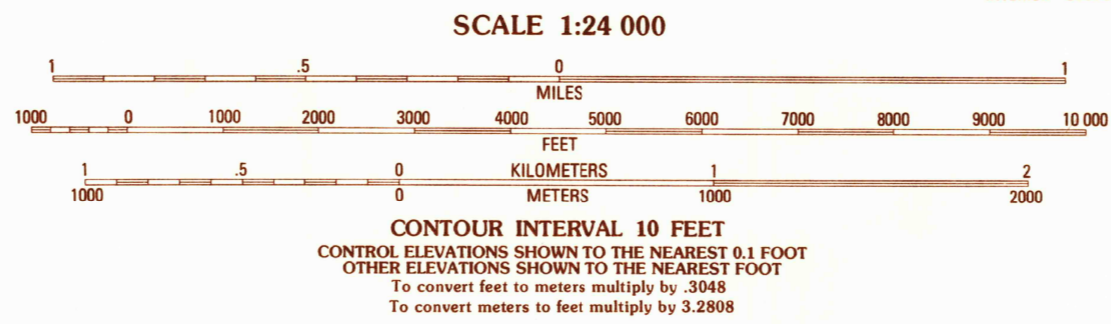 SCALE 1:24 000
1 .5 0 1
MILES
1000 0 1000 2000 3000 4000 5000 6000 7000 8000 9000 10 000
FEET
1 .5 0 KILOMETERS 1 2
1000 0 METERS 1000 2000
CONTOUR INTERVAL 10 FEET
CONTROL ELEVATIONS SHOWN TO THE NEAREST 0.1 FOOT
OTHER ELEVATIONS SHOWN TO THE NEAREST FOOT
To convert feet to meters multiply by .3048
To convert meters to feet multiply by 3.2808